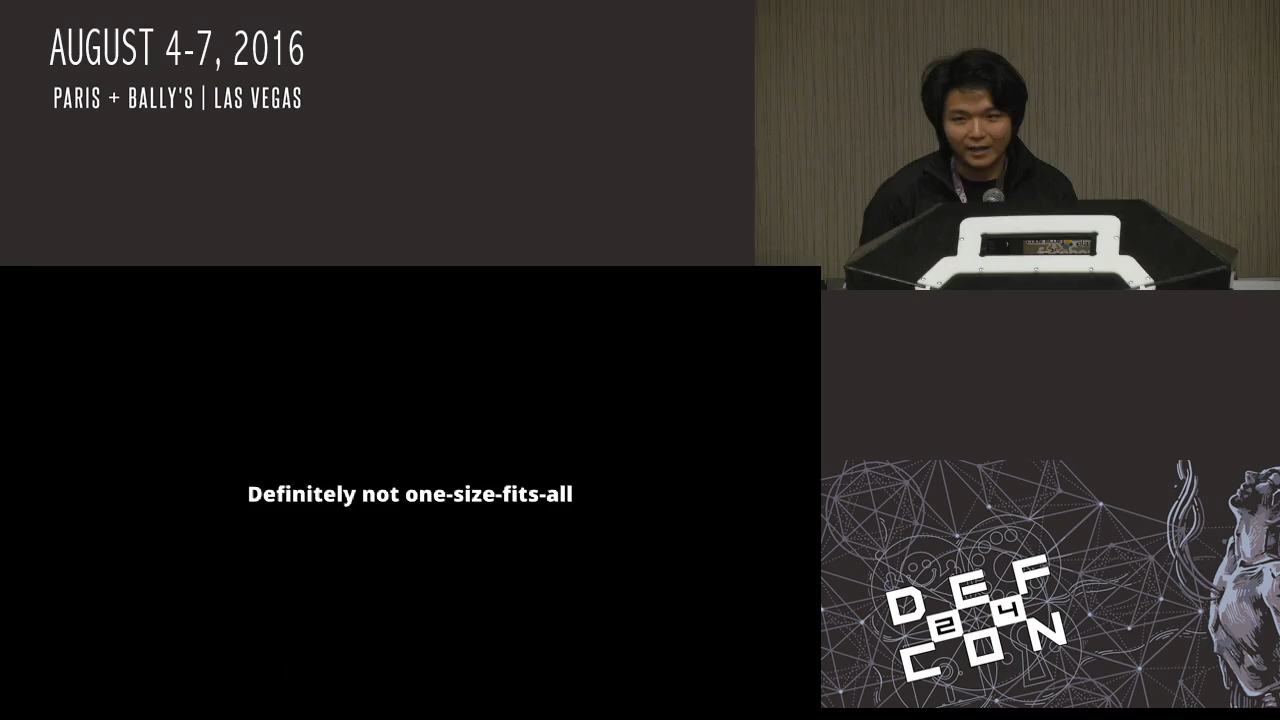 AUGUST 4-7, 2016
PARIS + BALLY'S | LAS VEGAS
Definitely not one-size-fits-all
DEF
24
CON